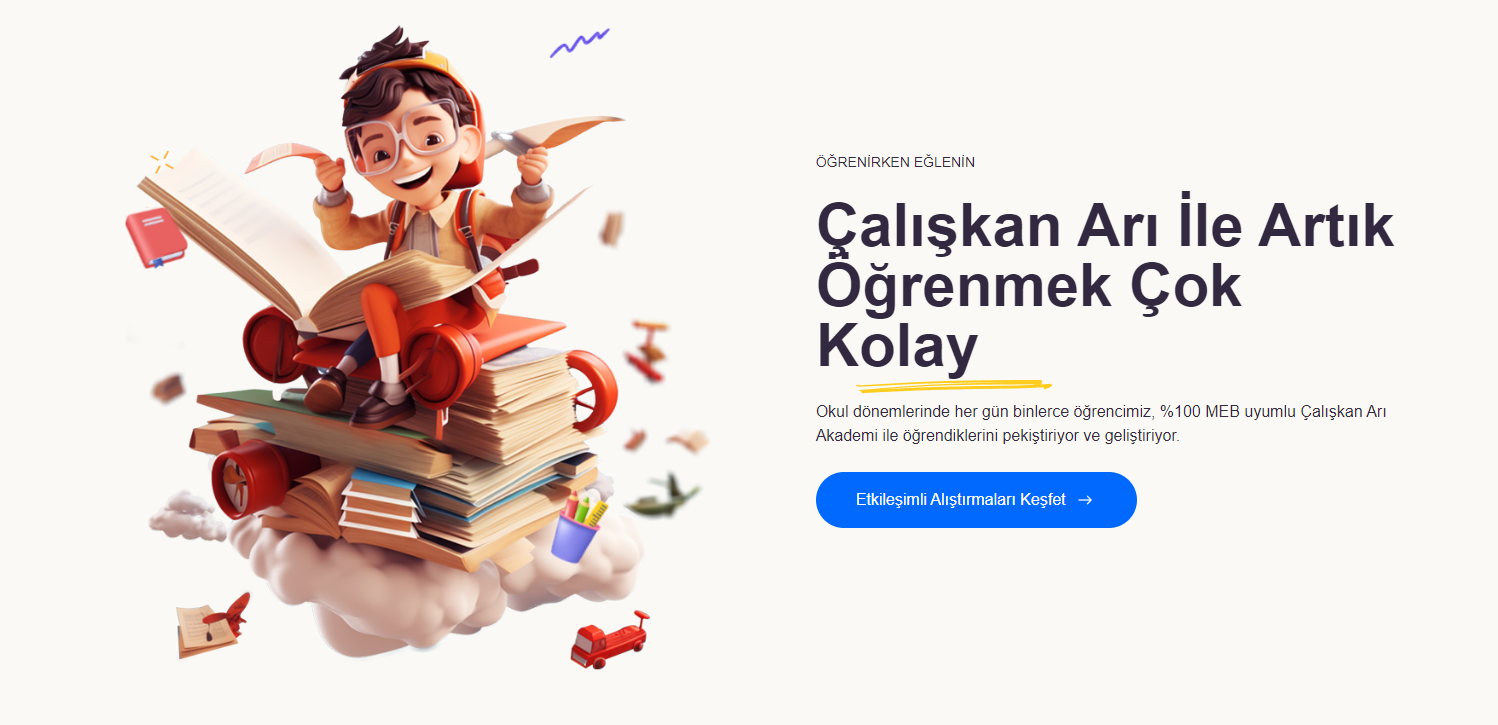 ÖĞRENİRKEN EĞLENİN
Çalışkan Arı İle Artık
Öğrenmek Çok
Kolay
Okul dönemlerinde her gün binlerce öğrencimiz, %100 MEB uyumlu Çalışkan Arı
Akademi ile öğrendiklerini pekiştiriyor ve geliştiriyor.
Etkileşimli Alıştırmaları Keşfet →